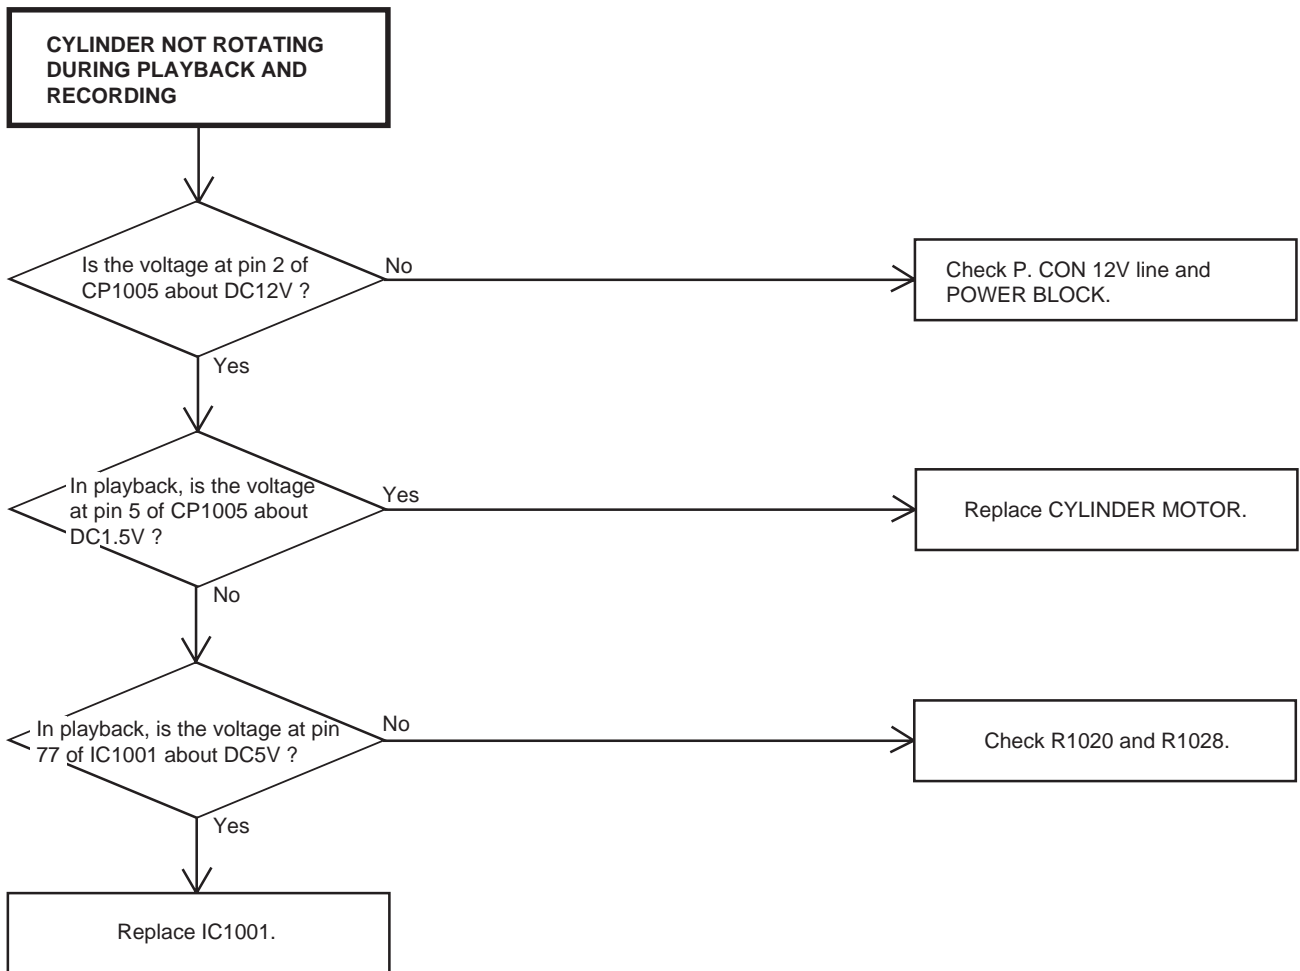 CYLINDER NOT ROTATING
DURING PLAYBACK AND
RECORDING
Is the voltage at pin 2 of
CP1005 about DC12V ?
No
Check P. CON 12V line and
POWER BLOCK.
Yes
In playback, is the voltage
at pin 5 of CP1005 about
DC1.5V ?
Yes
Replace CYLINDER MOTOR.
No
In playback, is the voltage at pin
77 of IC1001 about DC5V ?
No
Check R1020 and R1028.
Yes
Replace IC1001.